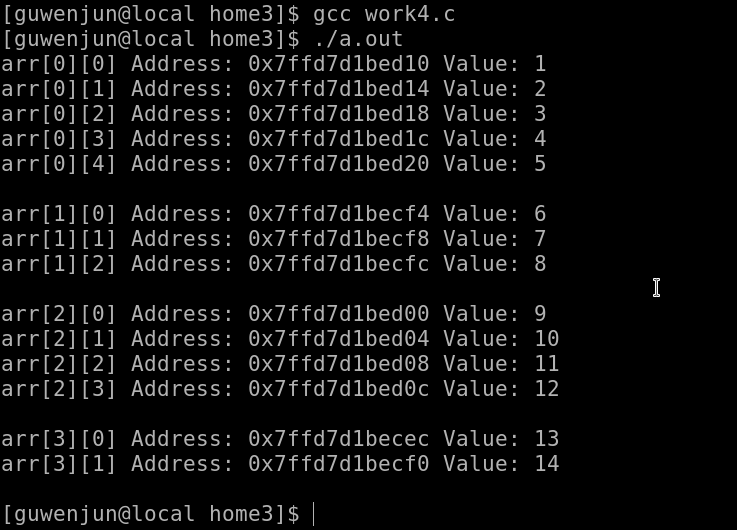 [guwenjun@local home3]$ gcc work4.c
[guwenjun@local home3]$ ./a.out
arr[0][0] Address: 0x7ffd7d1bed10 Value: 1
arr[0][1] Address: 0x7ffd7d1bed14 Value: 2
arr[0][2] Address: 0x7ffd7d1bed18 Value: 3
arr[0][3] Address: 0x7ffd7d1bed1c Value: 4
arr[0][4] Address: 0x7ffd7d1bed20 Value: 5
arr[1][0] Address: 0x7ffd7d1becf4 Value: 6
arr[1][1] Address: 0x7ffd7d1becf8 Value: 7
arr[1][2] Address: 0x7ffd7d1becfc Value: 8
arr[2][0] Address: 0x7ffd7d1bed00 Value: 9
arr[2][1] Address: 0x7ffd7d1bed04 Value: 10
arr[2][2] Address: 0x7ffd7d1bed08 Value: 11
arr[2][3] Address: 0x7ffd7d1bed0c Value: 12
arr[3][0] Address: 0x7ffd7d1becec Value: 13
arr[3][1] Address: 0x7ffd7d1becf0 Value: 14
[guwenjun@local home3]$